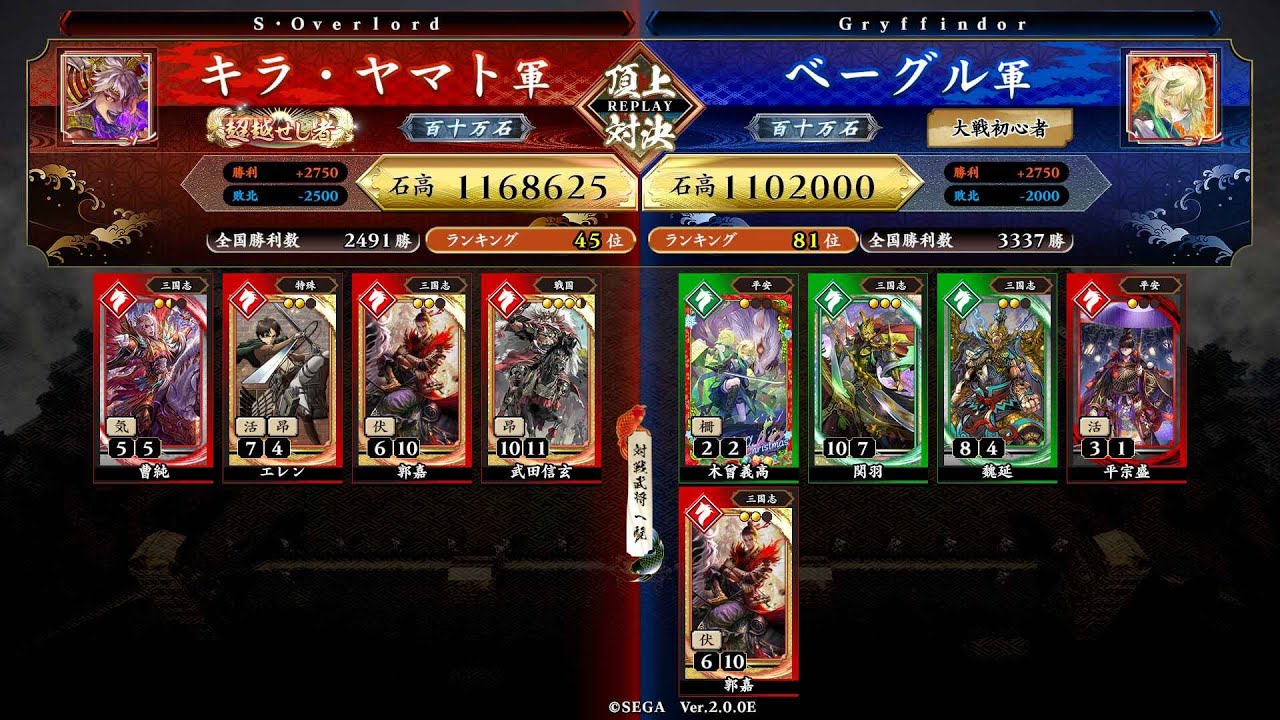 S・Overlord
Gryffindor
キラ・ヤマト軍
頂上
REPLAY
対決
ベーグル軍
超越せし者
百十万石
百十万石
大戦初心者
勝利 +2750
敗北 -2500
石高 1168625
石高 1102000
勝利 +2750
敗北 -2000
全国勝利数 2491勝
ランキング 45位
ランキング 81位
全国勝利数 3337勝
三国志
気
5 5
曹純
特殊
活 昂
7 4
エレン
三国志
伏
6 10
郭嘉
戦国
昂
10 11
武田信玄
対戦武将一覧
平安
柵
2 2
Christmas
木曾義高
三国志
10 7
関羽
三国志
8 4
魏延
平安
活
3 1
平宗盛
三国志
伏
6 10
郭嘉
©SEGA Ver.2.0.0E